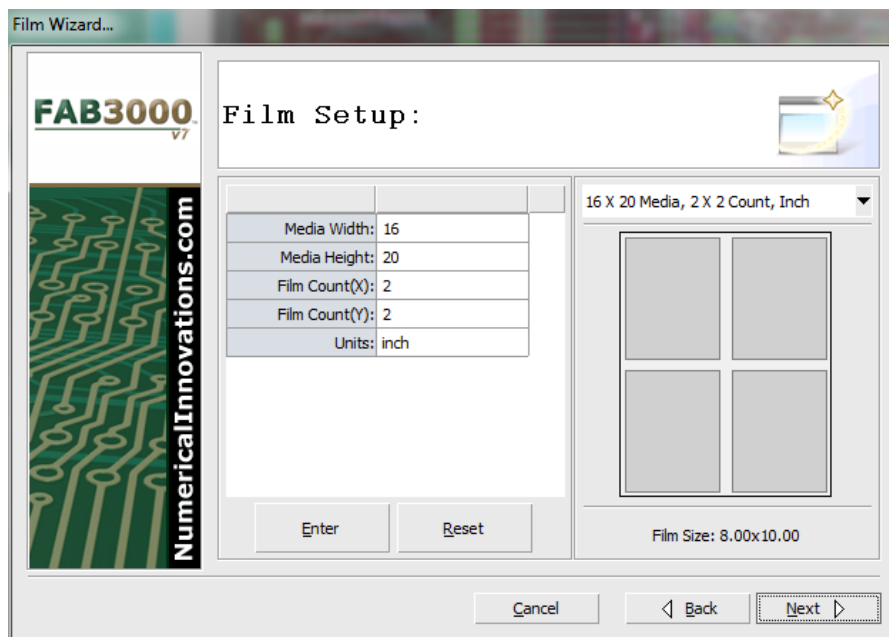 Film Wizard...
FAB3000
v7
NumericalInnovations.com
Film Setup:
Media Width: 16
Media Height: 20
Film Count(X): 2
Film Count(Y): 2
Units: inch
Enter
Reset
16 X 20 Media, 2 X 2 Count, Inch
Film Size: 8.00x10.00
Cancel
Back
Next